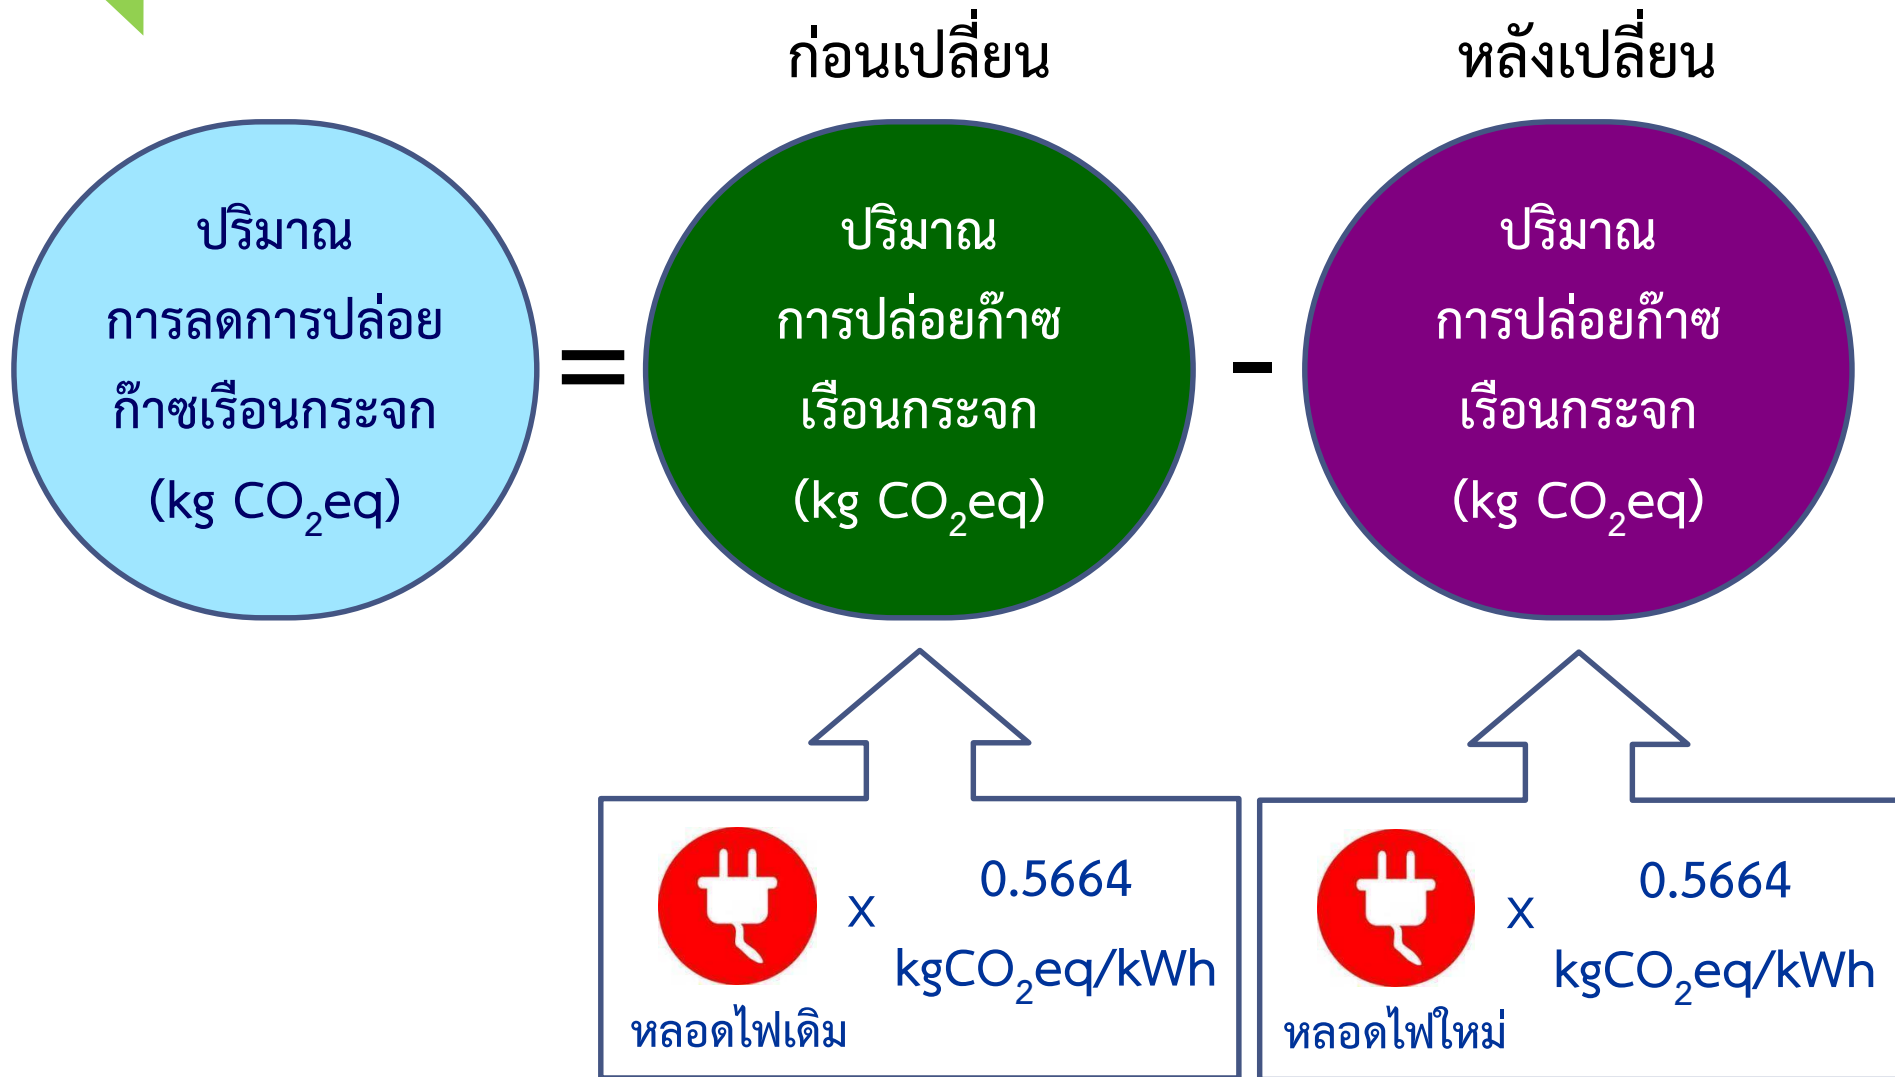 ก่อนเปลี่ยน
หลังเปลี่ยน
ปริมาณ
การลดการปล่อย
ก๊าซเรือนกระจก
(kg CO₂eq)
=
ปริมาณ
การปล่อยก๊าซ
เรือนกระจก
(kg CO₂eq)
-
ปริมาณ
การปล่อยก๊าซ
เรือนกระจก
(kg CO₂eq)
x
0.5664
kgCO₂eq/kWh
หลอดไฟเดิม
x
0.5664
kgCO₂eq/kWh
หลอดไฟใหม่